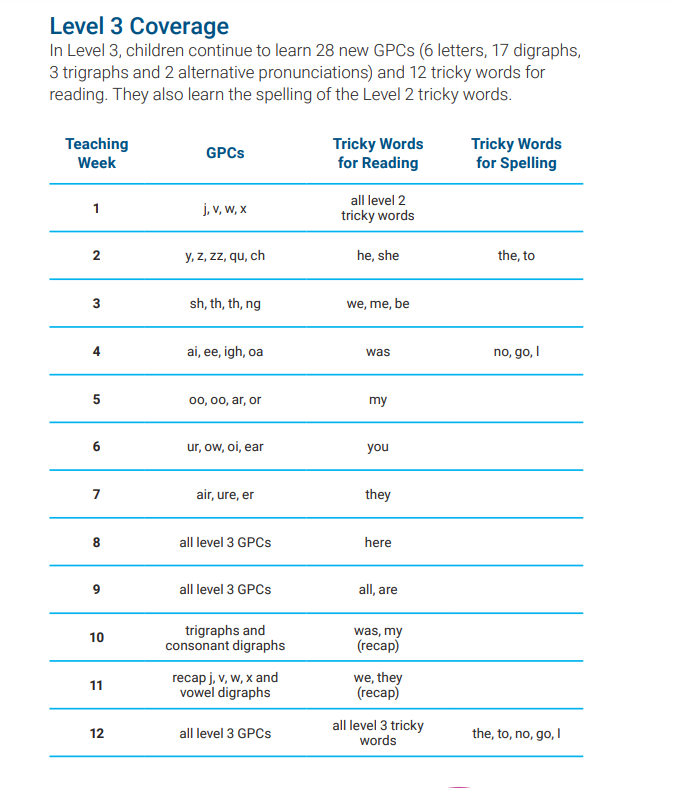 Level 3 Coverage
In Level 3, children continue to learn 28 new GPCs (6 letters, 17 digraphs,
3 trigraphs and 2 alternative pronunciations) and 12 tricky words for
reading. They also learn the spelling of the Level 2 tricky words.
Teaching Week GPCs Tricky Words for Reading Tricky Words for Spelling
1 j, v, w, x all level 2 tricky words
2 y, z, zz, qu, ch he, she the, to
3 sh, th, th, ng we, me, be
4 ai, ee, igh, oa was no, go, I
5 oo, oo, ar, or my
6 ur, ow, oi, ear you
7 air, ure, er they
8 all level 3 GPCs here
9 all level 3 GPCs all, are
10 trigraphs and consonant digraphs was, my (recap)
11 recap j, v, w, x and vowel digraphs we, they (recap)
12 all level 3 GPCs all level 3 tricky words the, to, no, go, I